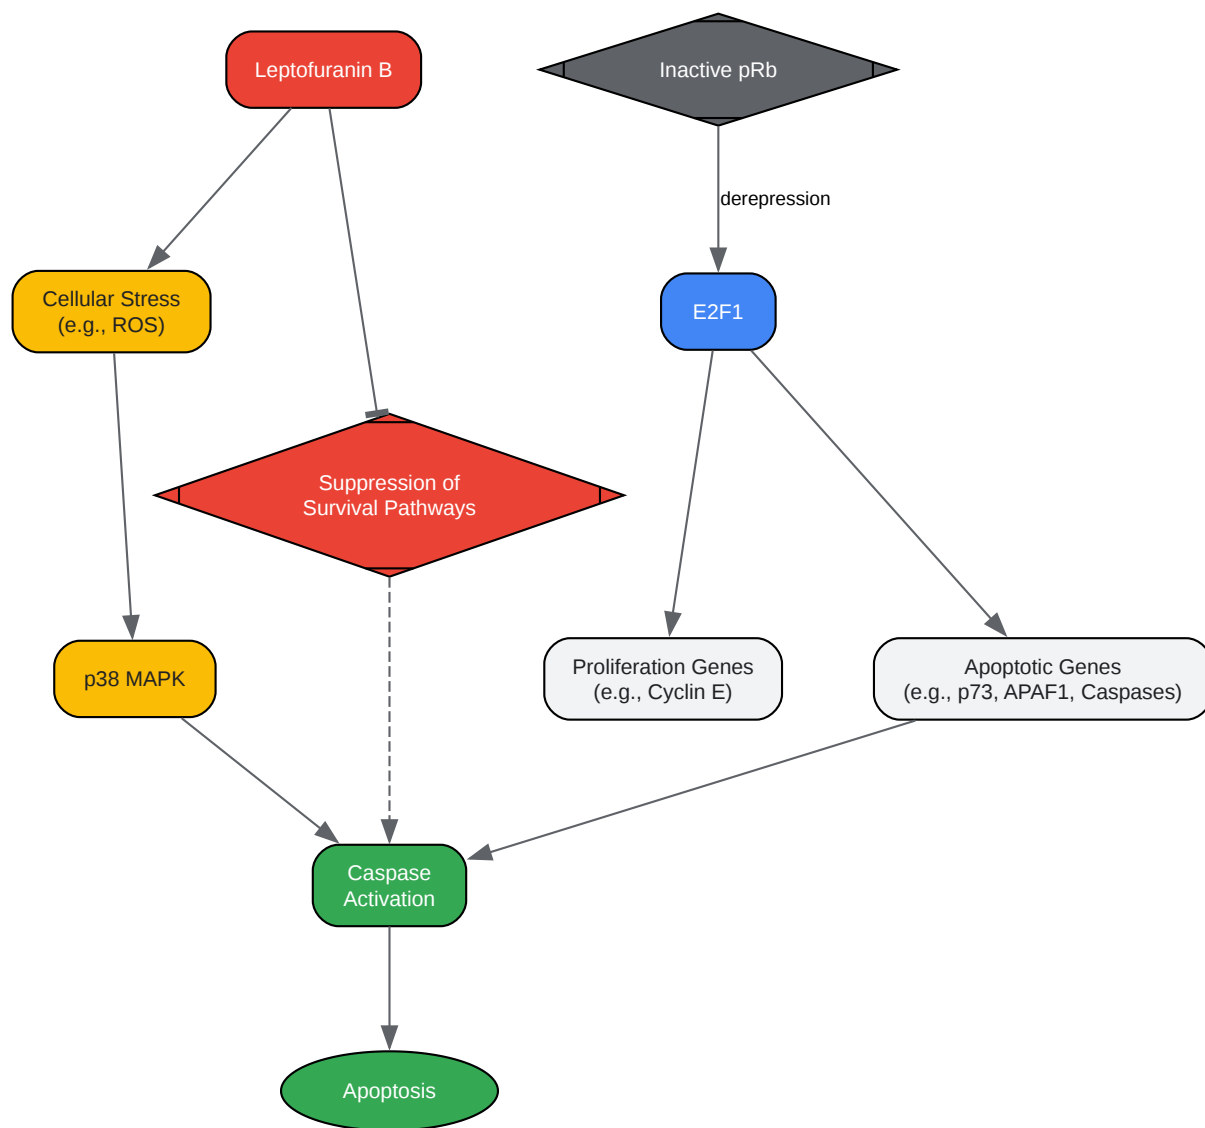 Leptofuranin B
Inactive pRb
derepression
Cellular Stress
(e.g., ROS)
E2F1
Suppression of
Survival Pathways
p38 MAPK
Proliferation Genes
(e.g., Cyclin E)
Apoptotic Genes
(e.g., p73, APAF1, Caspases)
Caspase
Activation
Apoptosis